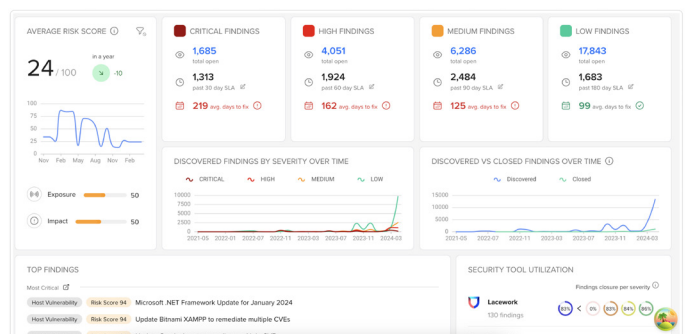 AVERAGE RISK SCORE
24 / 100
in a year
-10
100
75
50
25
0
Nov Feb May Aug Nov Feb
Exposure 50
Impact 50
CRITICAL FINDINGS
1,685
total open
1,313
past 30 day SLA
219 avg. days to fix
HIGH FINDINGS
4,051
total open
1,924
past 60 day SLA
162 avg. days to fix
MEDIUM FINDINGS
6,286
total open
2,484
past 90 day SLA
125 avg. days to fix
LOW FINDINGS
17,843
total open
1,683
past 180 day SLA
99 avg. days to fix
DISCOVERED FINDINGS BY SEVERITY OVER TIME
CRITICAL HIGH MEDIUM LOW
10000
7500
5000
2500
0
2021-05 2022-01 2022-07 2022-11 2023-03 2023-07 2023-11 2024-03
DISCOVERED VS CLOSED FINDINGS OVER TIME
Discovered Closed
15000
10000
5000
0
2021-05 2022-01 2022-07 2022-11 2023-03 2023-07 2023-11 2024-03
TOP FINDINGS
Most Critical
Host Vulnerability Risk Score 94 Microsoft .NET Framework Update for January 2024
Host Vulnerability Risk Score 94 Update Bitnami XAMPP to remediate multiple CVEs
SECURITY TOOL UTILIZATION
Findings closure per severity
Lacework
130 findings
83% < 0% 83% 84% 86%